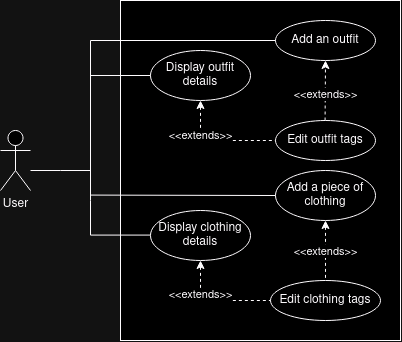 Add an outfit
Display outfit
details
<<extends>>
<<extends>>
Edit outfit tags
User
Add a piece of
clothing
Display clothing
details
<<extends>>
<<extends>>
Edit clothing tags